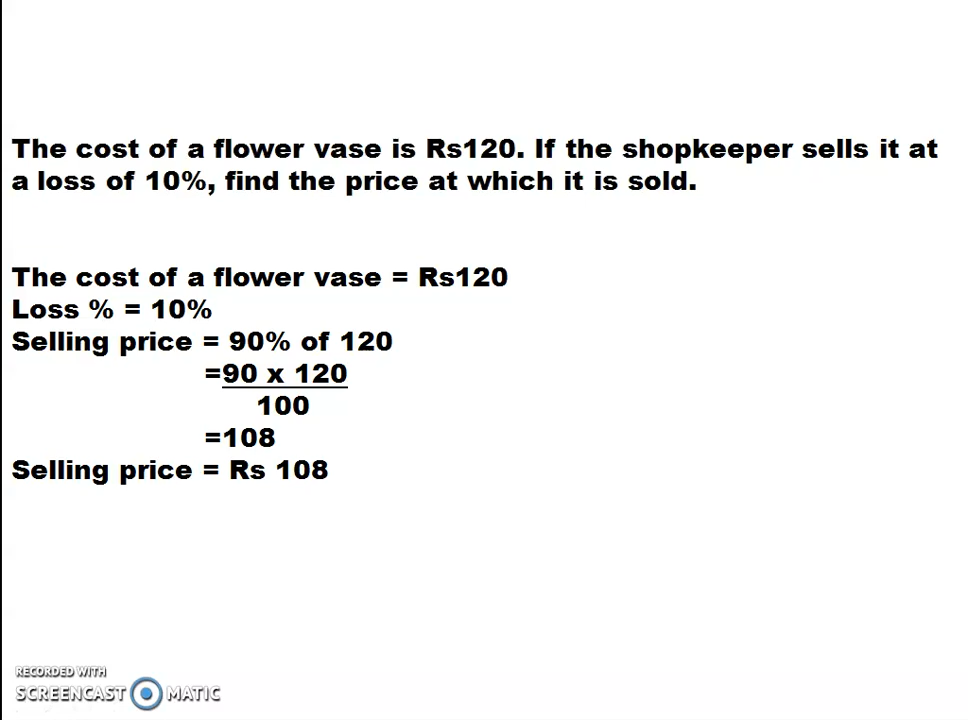 The cost of a flower vase is Rs120. If the shopkeeper sells it at
a loss of 10%, find the price at which it is sold.
The cost of a flower vase = Rs120
Loss % = 10%
Selling price = 90% of 120
=90 x 120
100
=108
Selling price = Rs 108
RECORDED WITH
SCREENCAST MATIC